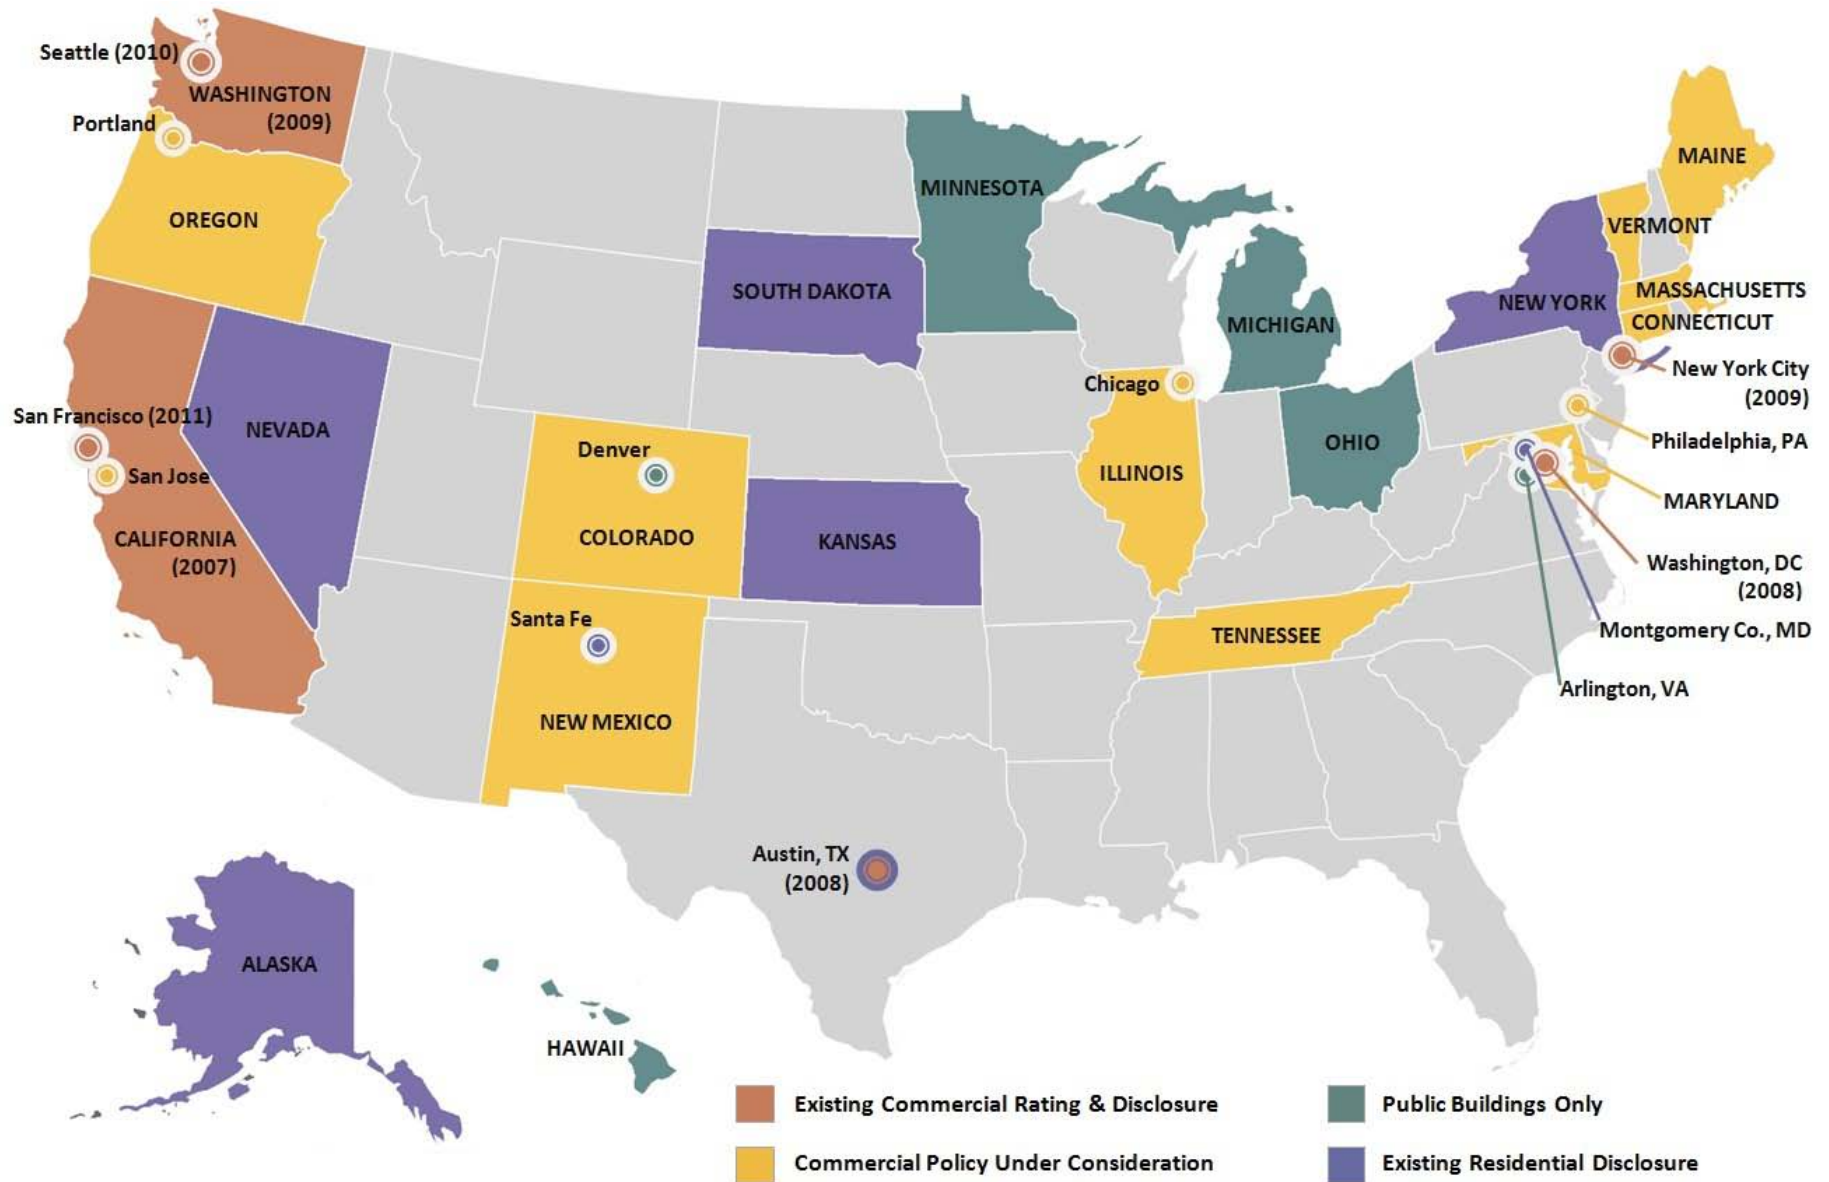 Seattle (2010)
WASHINGTON
(2009)
Portland
OREGON
MINNESOTA
MAINE
VERMONT
SOUTH DAKOTA
NEW YORK
MASSACHUSETTS
MICHIGAN
CONNECTICUT
New York City
(2009)
Chicago
San Francisco (2011)
NEVADA
Denver
OHIO
Philadelphia, PA
San Jose
ILLINOIS
MARYLAND
CALIFORNIA
(2007)
COLORADO
KANSAS
Washington, DC
(2008)
Santa Fe
TENNESSEE
Montgomery Co., MD
Arlington, VA
NEW MEXICO
Austin, TX
(2008)
ALASKA
HAWAII
Existing Commercial Rating & Disclosure
Public Buildings Only
Commercial Policy Under Consideration
Existing Residential Disclosure